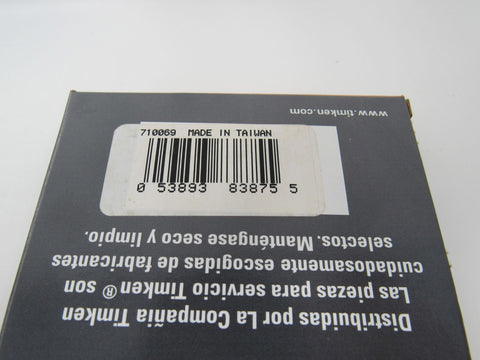 710069 MADE IN TAIWAN
0 53893 83875 5
www.timken.com
Distribuidas por La Compañia Timken
Las piezas para servicio Timken® son
cuidadosamente escogidas de fabricantes
selectos. Manténgase seco y limpio.